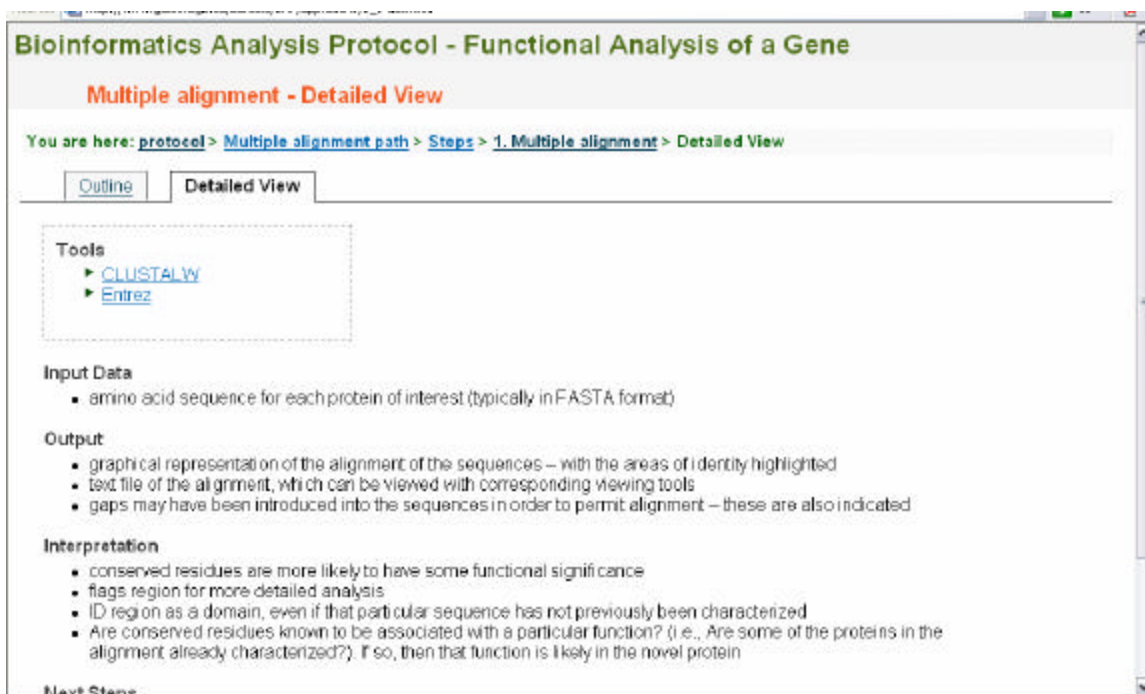 Bioinformatics Analysis Protocol - Functional Analysis of a Gene
Multiple alignment - Detailed View
You are here: protocol > Multiple alignment path > Steps > 1. Multiple alignment > Detailed View
Outline Detailed View
Tools
CLUSTALW
Entrez
Input Data
amino acid sequence for each protein of interest (typically in FASTA format)
Output
graphical representation of the alignment of the sequences – with the areas of identity highlighted
text file of the alignment, which can be viewed with corresponding viewing tools
gaps may have been introduced into the sequences in order to permit alignment – these are also indicated
Interpretation
conserved residues are more likely to have some functional significance
flags region for more detailed analysis
ID region as a domain, even if that particular sequence has not previously been characterized
Are conserved residues known to be associated with a particular function? (i.e., Are some of the proteins in the
alignment already characterized?). If so, then that function is likely in the novel protein
Next Steps